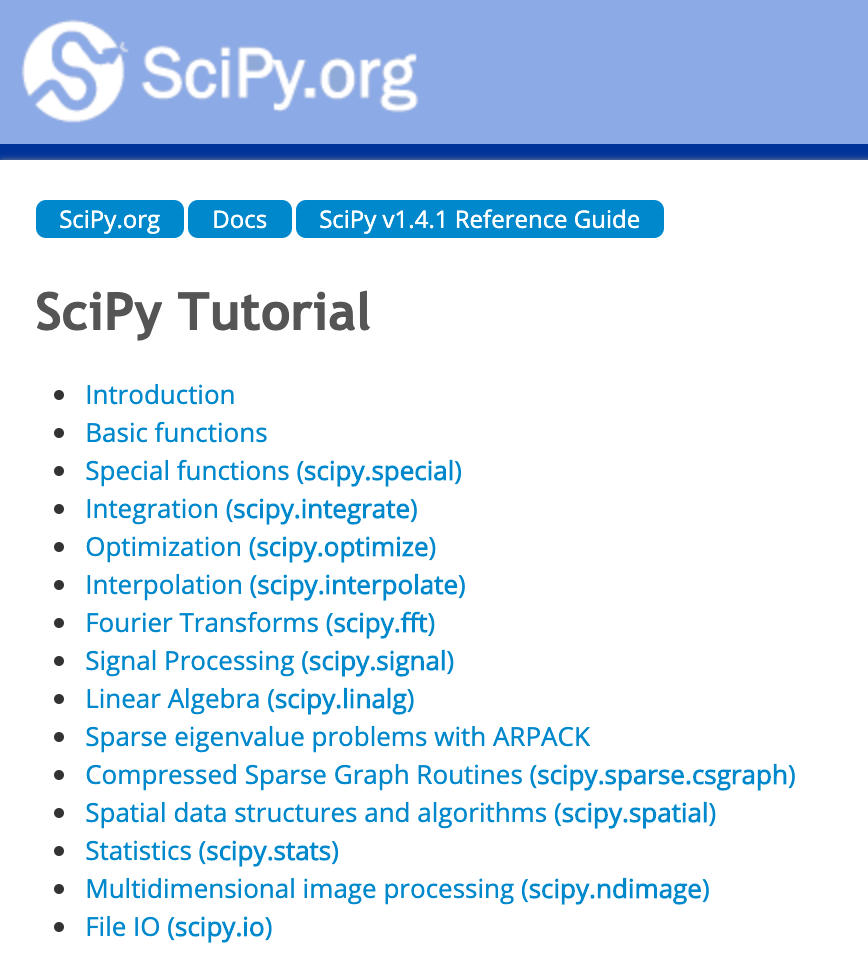 SciPy.org
SciPy.org Docs SciPy v1.4.1 Reference Guide
SciPy Tutorial
Introduction
Basic functions
Special functions (scipy.special)
Integration (scipy.integrate)
Optimization (scipy.optimize)
Interpolation (scipy.interpolate)
Fourier Transforms (scipy.fft)
Signal Processing (scipy.signal)
Linear Algebra (scipy.linalg)
Sparse eigenvalue problems with ARPACK
Compressed Sparse Graph Routines (scipy.sparse.csgraph)
Spatial data structures and algorithms (scipy.spatial)
Statistics (scipy.stats)
Multidimensional image processing (scipy.ndimage)
File IO (scipy.io)